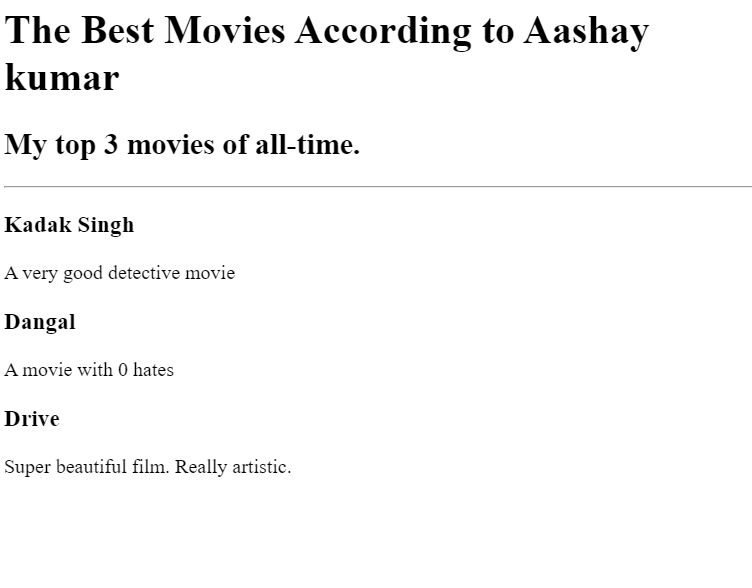 The Best Movies According to Aashay
kumar
My top 3 movies of all-time.
Kadak Singh
A very good detective movie
Dangal
A movie with 0 hates
Drive
Super beautiful film. Really artistic.